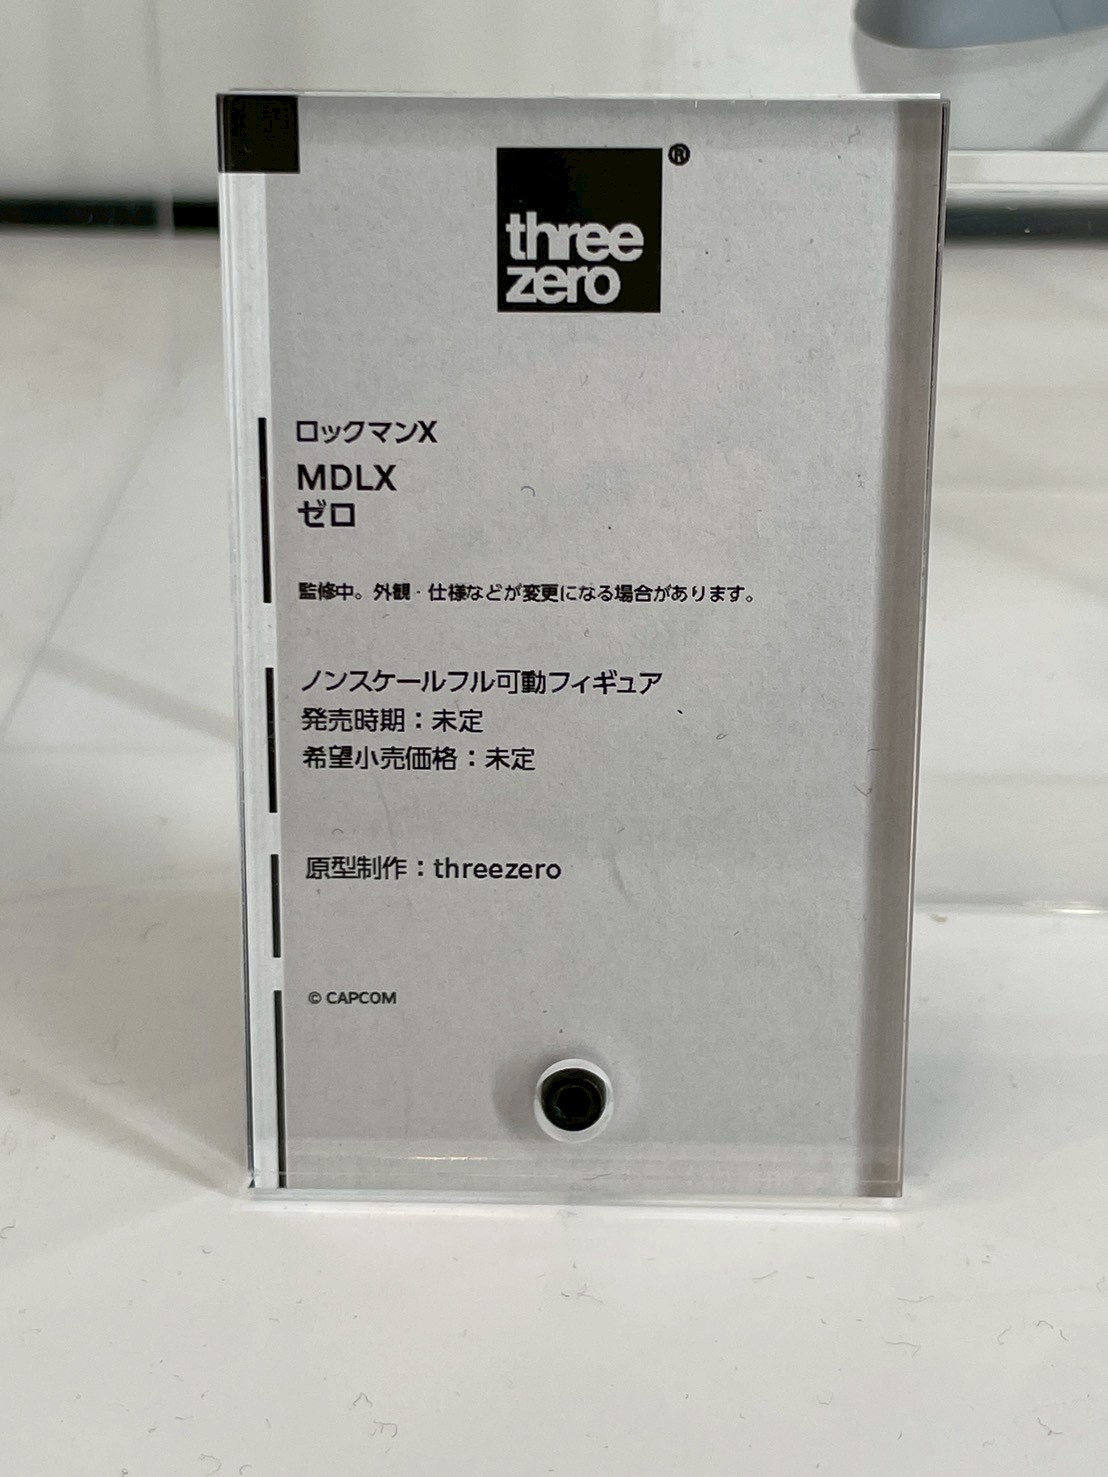 three
zero
®
ロックマンX
MDLX
ゼロ
監修中。外観・仕様などが変更になる場合があります。
ノンスケールフル可動フィギュア
発売時期：未定
希望小売価格：未定
原型制作：threezero
© CAPCOM